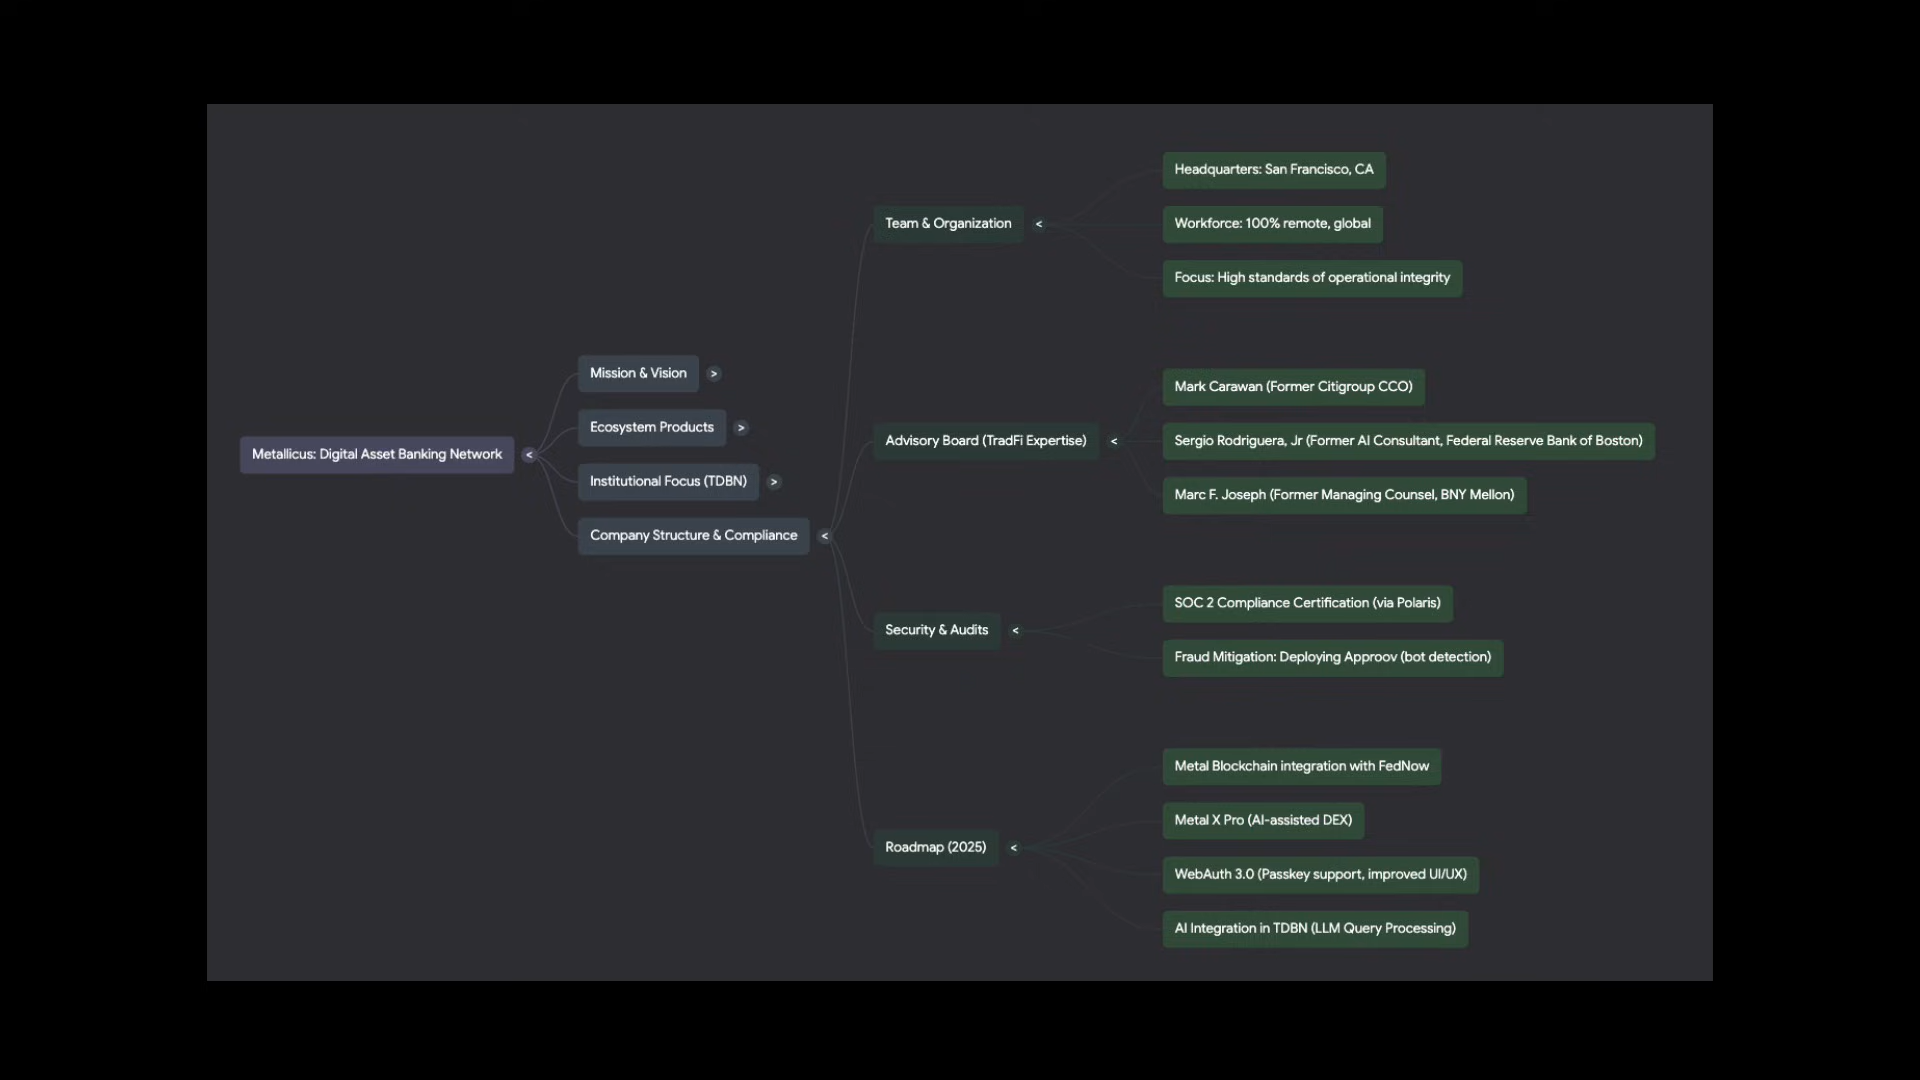 Metallicus: Digital Asset Banking Network
<
Mission & Vision
>
Ecosystem Products
>
Institutional Focus (TDBN)
>
Company Structure & Compliance
<
Team & Organization
<
Headquarters: San Francisco, CA
Workforce: 100% remote, global
Focus: High standards of operational integrity
Advisory Board (TradFi Expertise)
<
Mark Carawan (Former Citigroup CCO)
Sergio Rodriguera, Jr (Former AI Consultant, Federal Reserve Bank of Boston)
Marc F. Joseph (Former Managing Counsel, BNY Mellon)
Security & Audits
<
SOC 2 Compliance Certification (via Polaris)
Fraud Mitigation: Deploying Approov (bot detection)
Roadmap (2025)
<
Metal Blockchain integration with FedNow
Metal X Pro (AI-assisted DEX)
WebAuth 3.0 (Passkey support, improved UI/UX)
AI Integration in TDBN (LLM Query Processing)